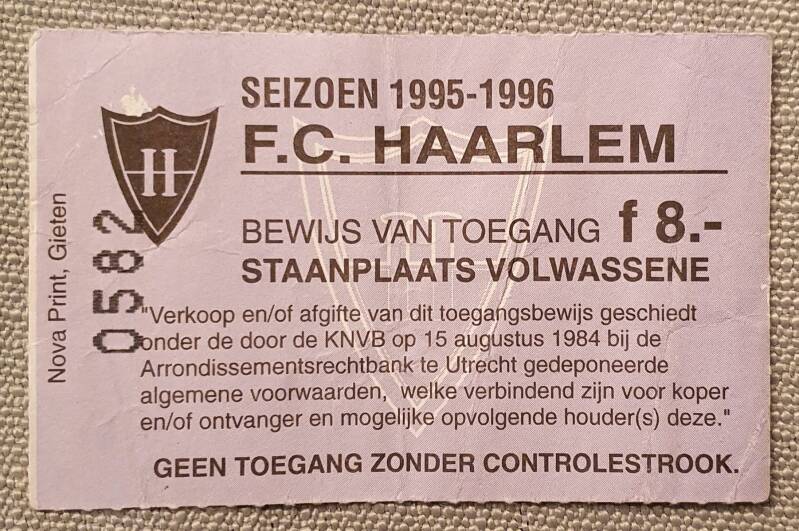 SEIZOEN 1995-1996
F.C. HAARLEM
H
BEWIJS VAN TOEGANG f 8.-
STAANPLAATS VOLWASSENE
"Verkoop en/of afgifte van dit toegangsbewijs geschiedt
onder de door de KNVB op 15 augustus 1984 bij de
Arrondissementsrechtbank te Utrecht gedeponeerde
algemene voorwaarden, welke verbindend zijn voor koper
en/of ontvanger en mogelijke opvolgende houder(s) deze."
GEEN TOEGANG ZONDER CONTROLESTROOK.
Nova Print, Gieten
0582
H